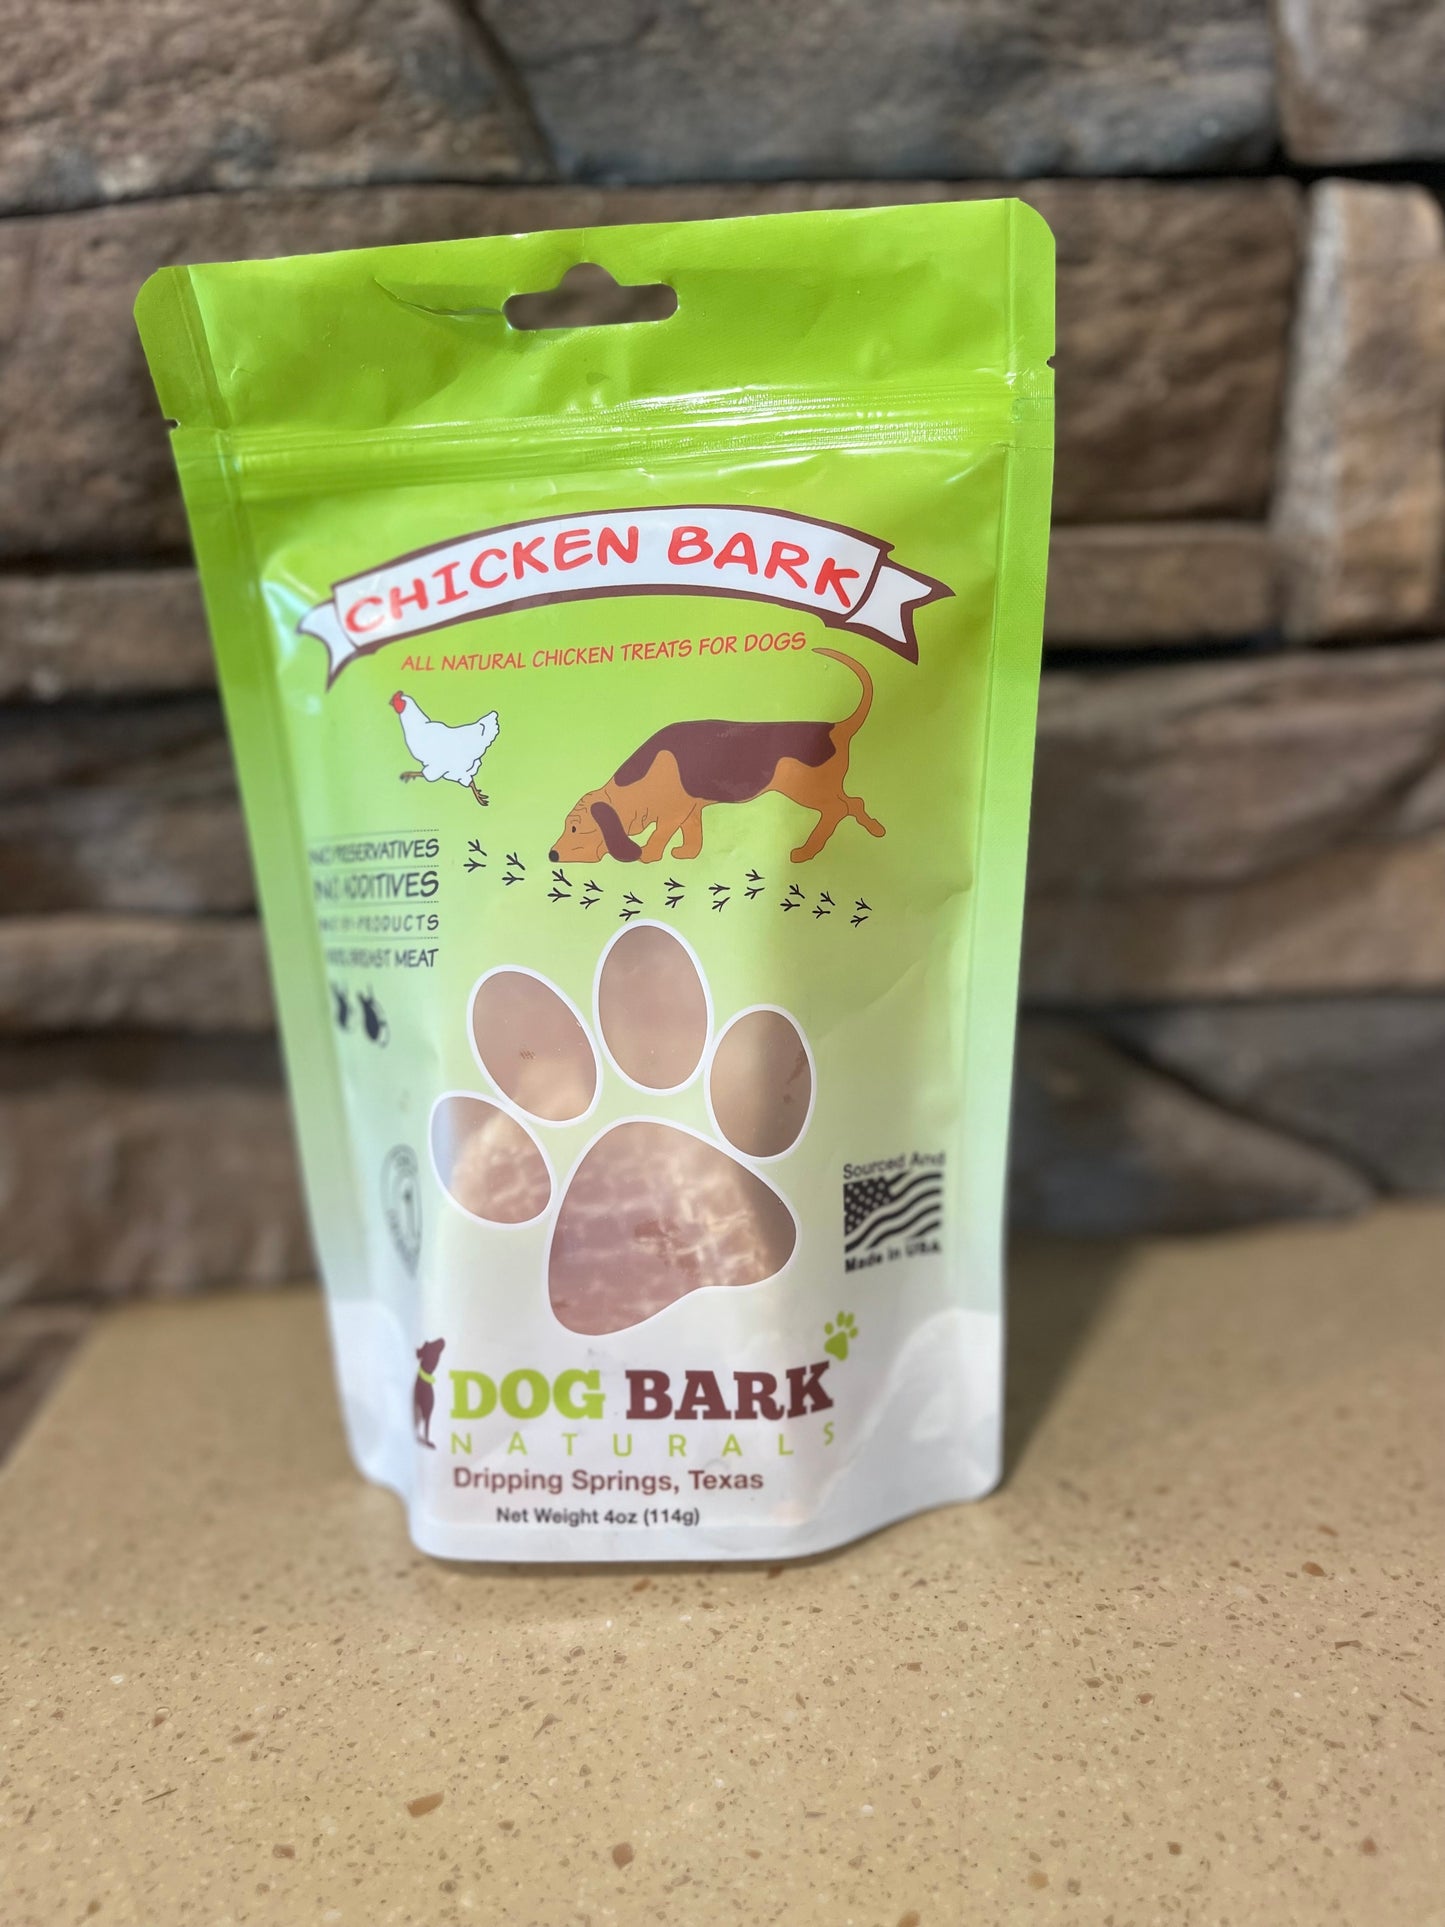 CHICKEN BARK
ALL NATURAL CHICKEN TREATS FOR DOGS
PRESERVATIVES
ADDITIVES
BY-PRODUCTS
BREAST MEAT
Sourced And
Made in USA
DOG BARK
NATURALS
Dripping Springs, Texas
Net Weight 4oz (114g)